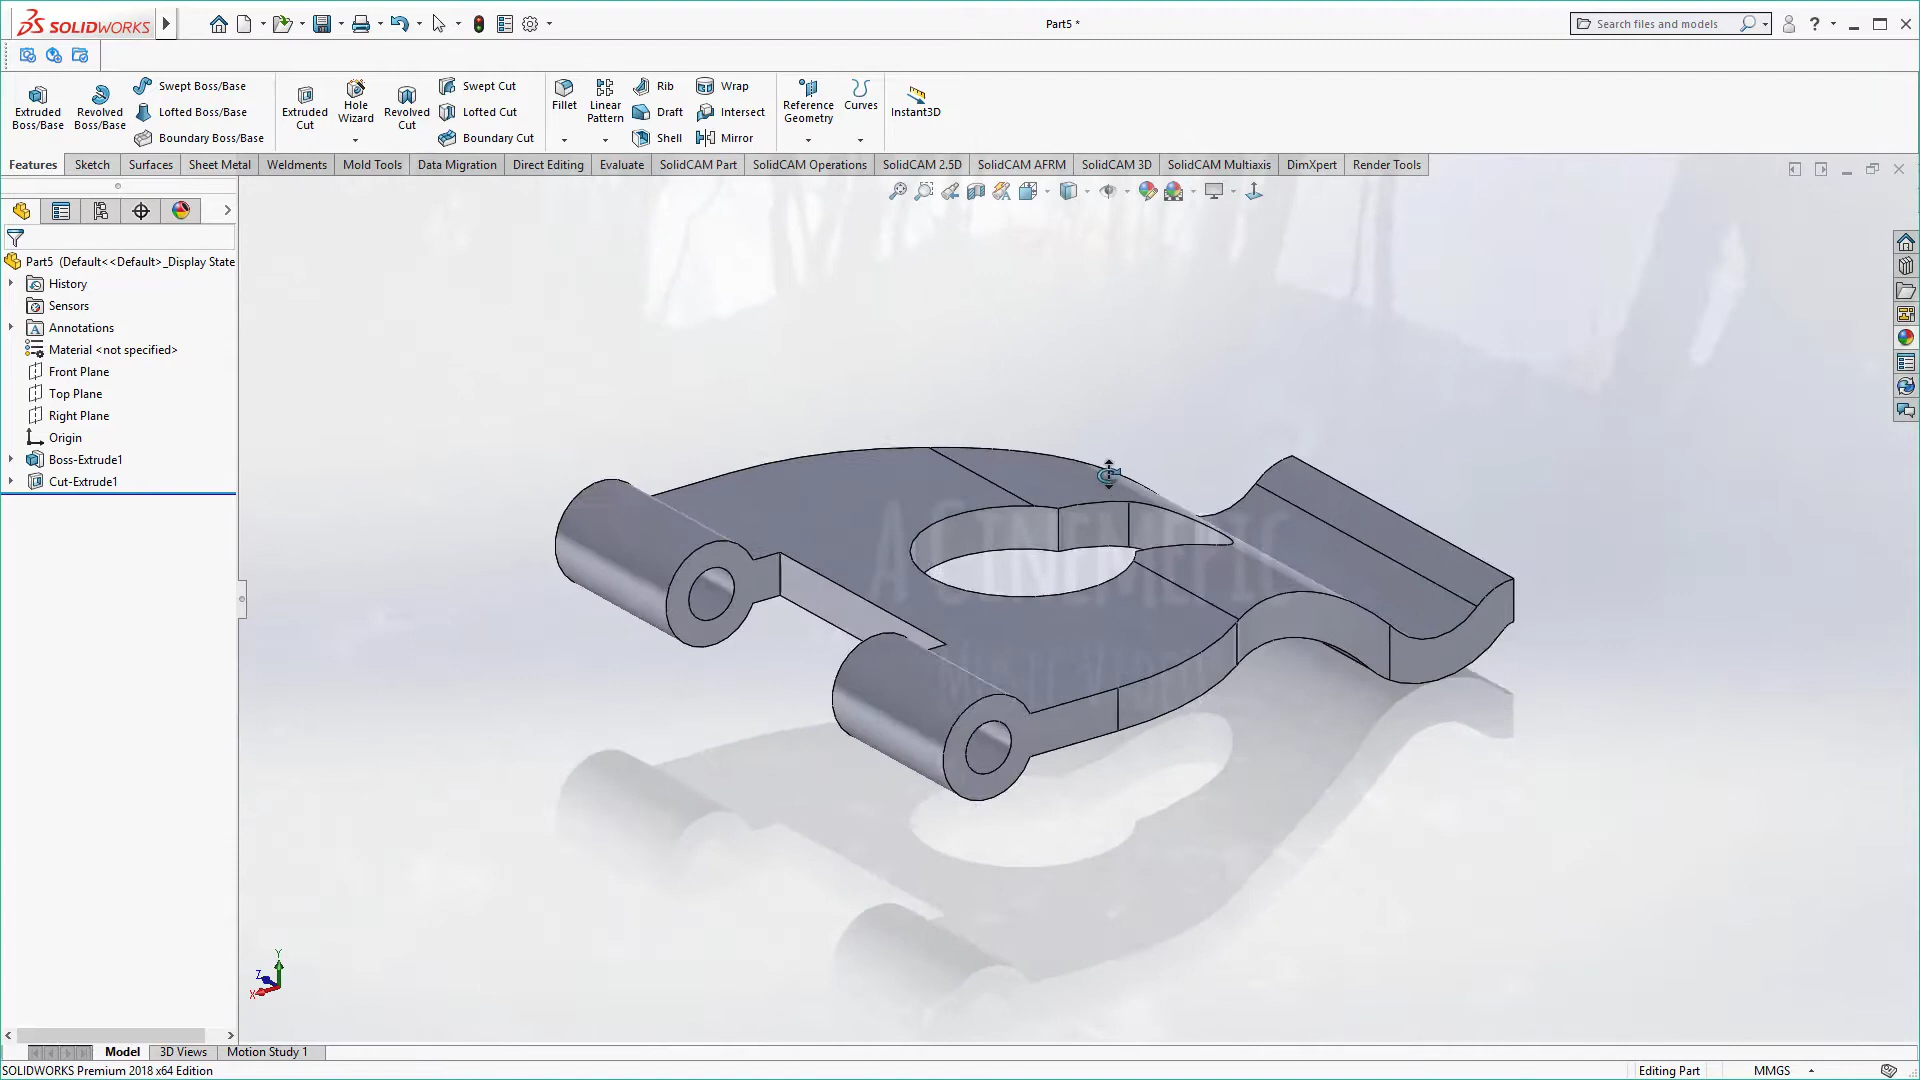 SOLIDWORKS
Part5 *
Search files and models
Extruded Boss/Base
Revolved Boss/Base
Swept Boss/Base
Lofted Boss/Base
Boundary Boss/Base
Extruded Cut
Hole Wizard
Revolved Cut
Swept Cut
Lofted Cut
Boundary Cut
Fillet
Linear Pattern
Rib
Draft
Shell
Wrap
Intersect
Mirror
Reference Geometry
Curves
Instant3D
Features Sketch Surfaces Sheet Metal Weldments Mold Tools Data Migration Direct Editing Evaluate SolidCAM Part SolidCAM Operations SolidCAM 2.5D SolidCAM AFRM SolidCAM 3D SolidCAM Multiaxis DimXpert Render Tools
Part5 (Default<<Default>_Display State
History
Sensors
Annotations
Material <not specified>
Front Plane
Top Plane
Right Plane
Origin
Boss-Extrude1
Cut-Extrude1
A CINEMEPIC
Music Video
Y
Z
X
Model 3D Views Motion Study 1
SOLIDWORKS Premium 2018 x64 Edition
Editing Part
MMGS